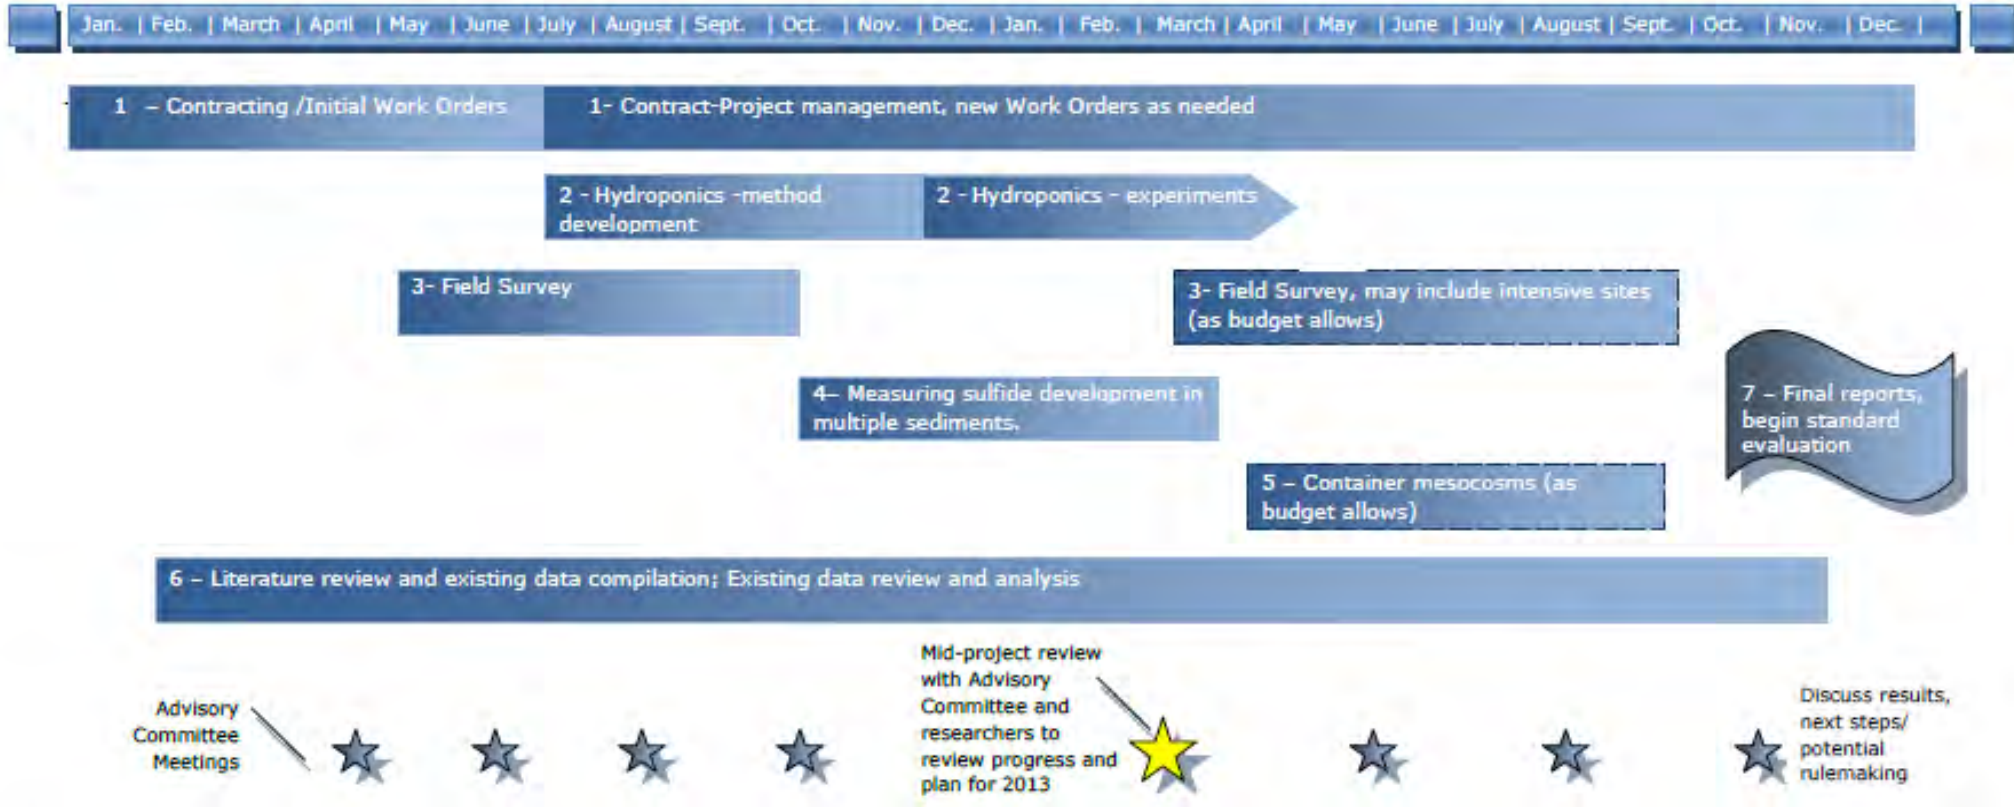 Jan. | Feb. | March | April | May | June | July | August | Sept. | Oct. | Nov. | Dec. | Jan. | Feb. | March | April | May | June | July | August | Sept. | Oct. | Nov. | Dec. |
1 – Contracting /Initial Work Orders
1- Contract-Project management, new Work Orders as needed
2 - Hydroponics -method
development
2 - Hydroponics - experiments
3- Field Survey
3- Field Survey, may include intensive sites
(as budget allows)
4– Measuring sulfide development in
multiple sediments.
7 – Final reports,
begin standard
evaluation
5 – Container mesocosms (as
budget allows)
6 – Literature review and existing data compilation; Existing data review and analysis
Advisory
Committee
Meetings
Mid-project review
with Advisory
Committee and
researchers to
review progress and
plan for 2013
Discuss results,
next steps/
potential
rulemaking